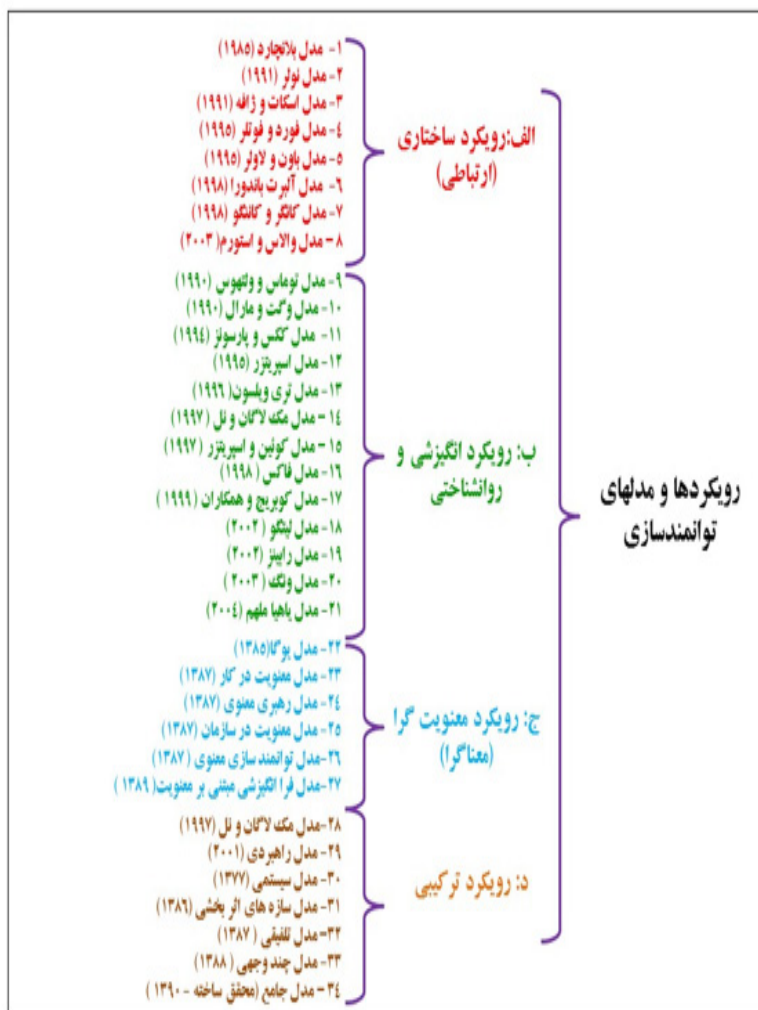 رویکردها و مدلهای
توانمندسازی
الف:رویکرد ساختاری
(ارتباطی)
۱- مدل بلانچارد (۱۹۸۵)
۲- مدل نولر (۱۹۹۱)
۳- مدل اسکات و ژافه (۱۹۹۱)
۴- مدل فورد و فوتلر (۱۹۹۵)
۵- مدل باون و لاولر (۱۹۹۵)
۶- مدل آلبرت باندورا (۱۹۹۸)
۷- مدل کانگر و کاننگو (۱۹۹۸)
۸- مدل والاس و استورم( ۲۰۰۳)
ب: رویکرد انگیزشی و
روانشناختی
۹- مدل توماس و ولتهوس (۱۹۹۰)
۱۰- مدل وگت و مارال (۱۹۹۰)
۱۱- مدل ککس و پارسونز (۱۹۹۴)
۱۲- مدل اسپریتزر (۱۹۹۵)
۱۳- مدل تری ویلسون( ۱۹۹۶)
۱۴- مدل مک لاگان و نل (۱۹۹۷)
۱۵- مدل کوئین و اسپریتزر (۱۹۹۷)
۱۶- مدل فاکس (۱۹۹۸)
۱۷- مدل کوبریج و همکاران (۱۹۹۹)
۱۸- مدل لینگو (۲۰۰۲)
۱۹- مدل رابینز (۲۰۰۲)
۲۰- مدل ونگ (۲۰۰۳)
۲۱- مدل یاهیا ملهم (۲۰۰۴)
ج: رویکرد معنویت گرا
(معناگرا)
۲۲- مدل یوگا(۱۳۸۵)
۲۳- مدل معنویت در کار (۱۳۸۷)
۲۴- مدل رهبری معنوی (۱۳۸۷)
۲۵- مدل معنویت در سازمان (۱۳۸۷)
۲۶-مدل توانمند سازی معنوی (۱۳۸۷)
۲۷-مدل فرا انگیزشی مبتنی بر معنویت( ۱۳۸۹)
د: رویکرد ترکیبی
۲۸-مدل مک لاگان و نل (۱۹۹۷)
۲۹- مدل راهبردی (۲۰۰۱)
۳۰- مدل سیستمی (۱۳۷۷)
۳۱- مدل سازه های اثر بخشی (۱۳۸۶)
۳۲-مدل تلفیقی (۱۳۸۷)
۳۳- مدل چند وجهی (۱۳۸۸)
۳۴- مدل جامع (محقق ساخته - ۱۳۹۰)